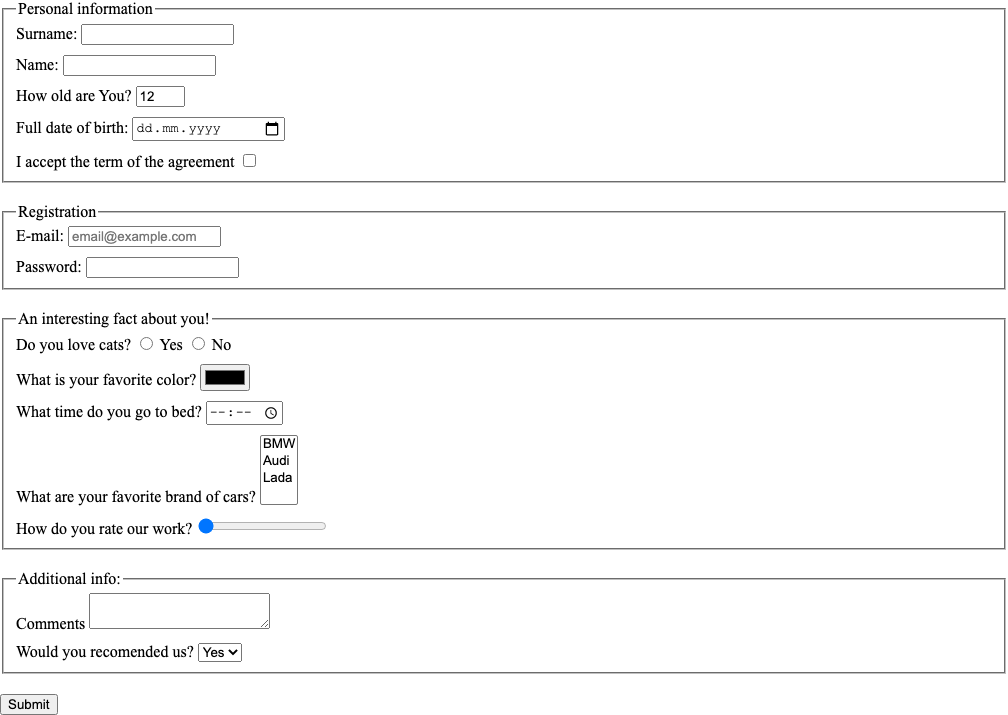 Personal information
Surname:
Name:
How old are You? 12
Full date of birth: dd.mm.yyyy
I accept the term of the agreement
Registration
E-mail: email@example.com
Password:
An interesting fact about you!
Do you love cats? Yes No
What is your favorite color?
What time do you go to bed? --:--
BMW
Audi
Lada
What are your favorite brand of cars?
How do you rate our work?
Additional info:
Comments
Would you recomended us? Yes
Submit